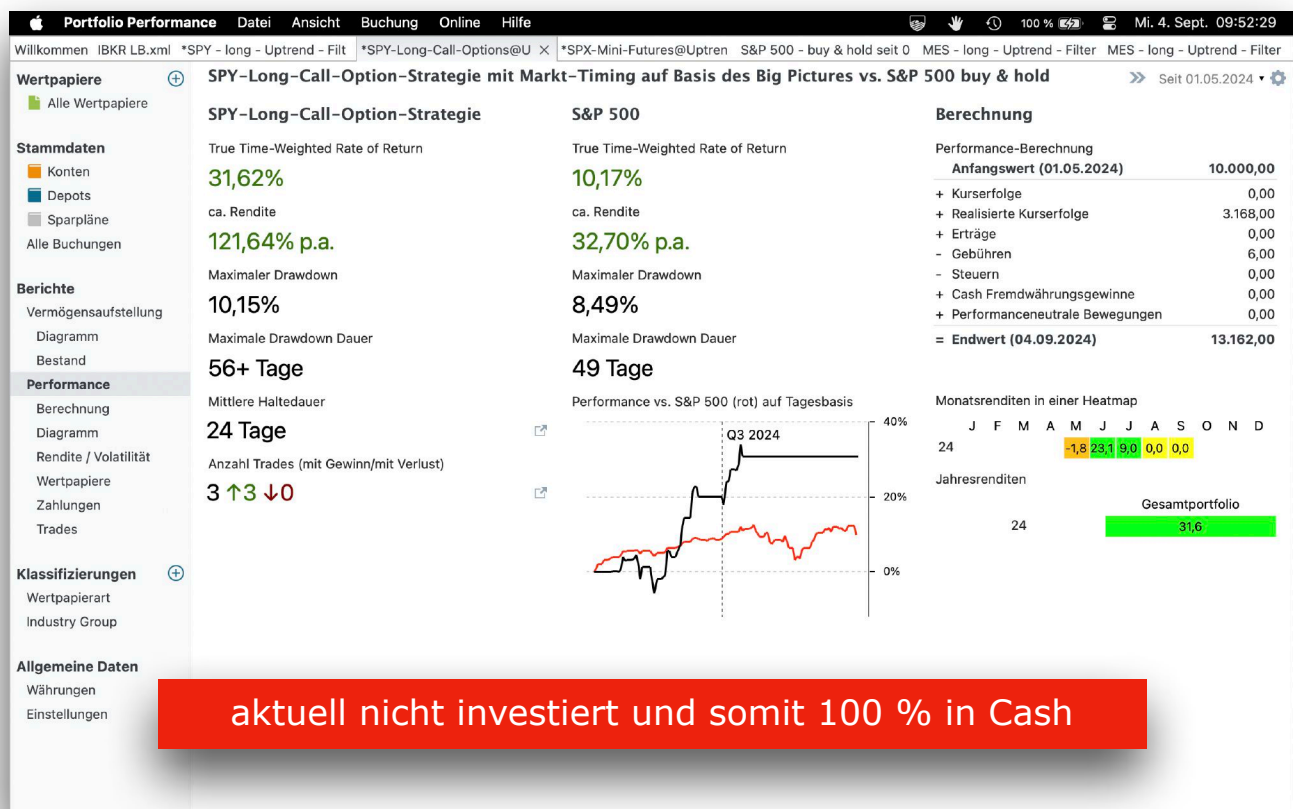 Portfolio Performance Datei Ansicht Buchung Online Hilfe 100 % Mi. 4. Sept. 09:52:29
Willkommen IBKR LB.xml *SPY - long - Uptrend - Filt *SPY-Long-Call-Options@U × *SPX-Mini-Futures@Uptren S&P 500 - buy & hold seit 0 MES - long - Uptrend - Filter MES - long - Uptrend - Filter
Wertpapiere
Alle Wertpapiere
Stammdaten
Konten
Depots
Sparpläne
Alle Buchungen
Berichte
Vermögensaufstellung
Diagramm
Bestand
Performance
Berechnung
Diagramm
Rendite / Volatilität
Wertpapiere
Zahlungen
Trades
Klassifizierungen
Wertpapierart
Industry Group
Allgemeine Daten
Währungen
Einstellungen
SPY-Long-Call-Option-Strategie mit Markt-Timing auf Basis des Big Pictures vs. S&P 500 buy & hold
Seit 01.05.2024
SPY-Long-Call-Option-Strategie
True Time-Weighted Rate of Return
31,62%
ca. Rendite
121,64% p.a.
Maximaler Drawdown
10,15%
Maximale Drawdown Dauer
56+ Tage
Mittlere Haltedauer
24 Tage
Anzahl Trades (mit Gewinn/mit Verlust)
3 ↑3 ↓0
S&P 500
True Time-Weighted Rate of Return
10,17%
ca. Rendite
32,70% p.a.
Maximaler Drawdown
8,49%
Maximale Drawdown Dauer
49 Tage
Performance vs. S&P 500 (rot) auf Tagesbasis
40%
Q3 2024
20%
0%
Berechnung
Performance-Berechnung
Anfangswert (01.05.2024) 10.000,00
+ Kurserfolge 0,00
+ Realisierte Kurserfolge 3.168,00
+ Erträge 0,00
- Gebühren 6,00
- Steuern 0,00
+ Cash Fremdwährungsgewinne 0,00
+ Performanceneutrale Bewegungen 0,00
= Endwert (04.09.2024) 13.162,00
Monatsrenditen in einer Heatmap
J F M A M J J A S O N D
24 -1,8 23,1 9,0 0,0 0,0
Jahresrenditen
Gesamtportfolio
24 31,6
aktuell nicht investiert und somit 100 % in Cash